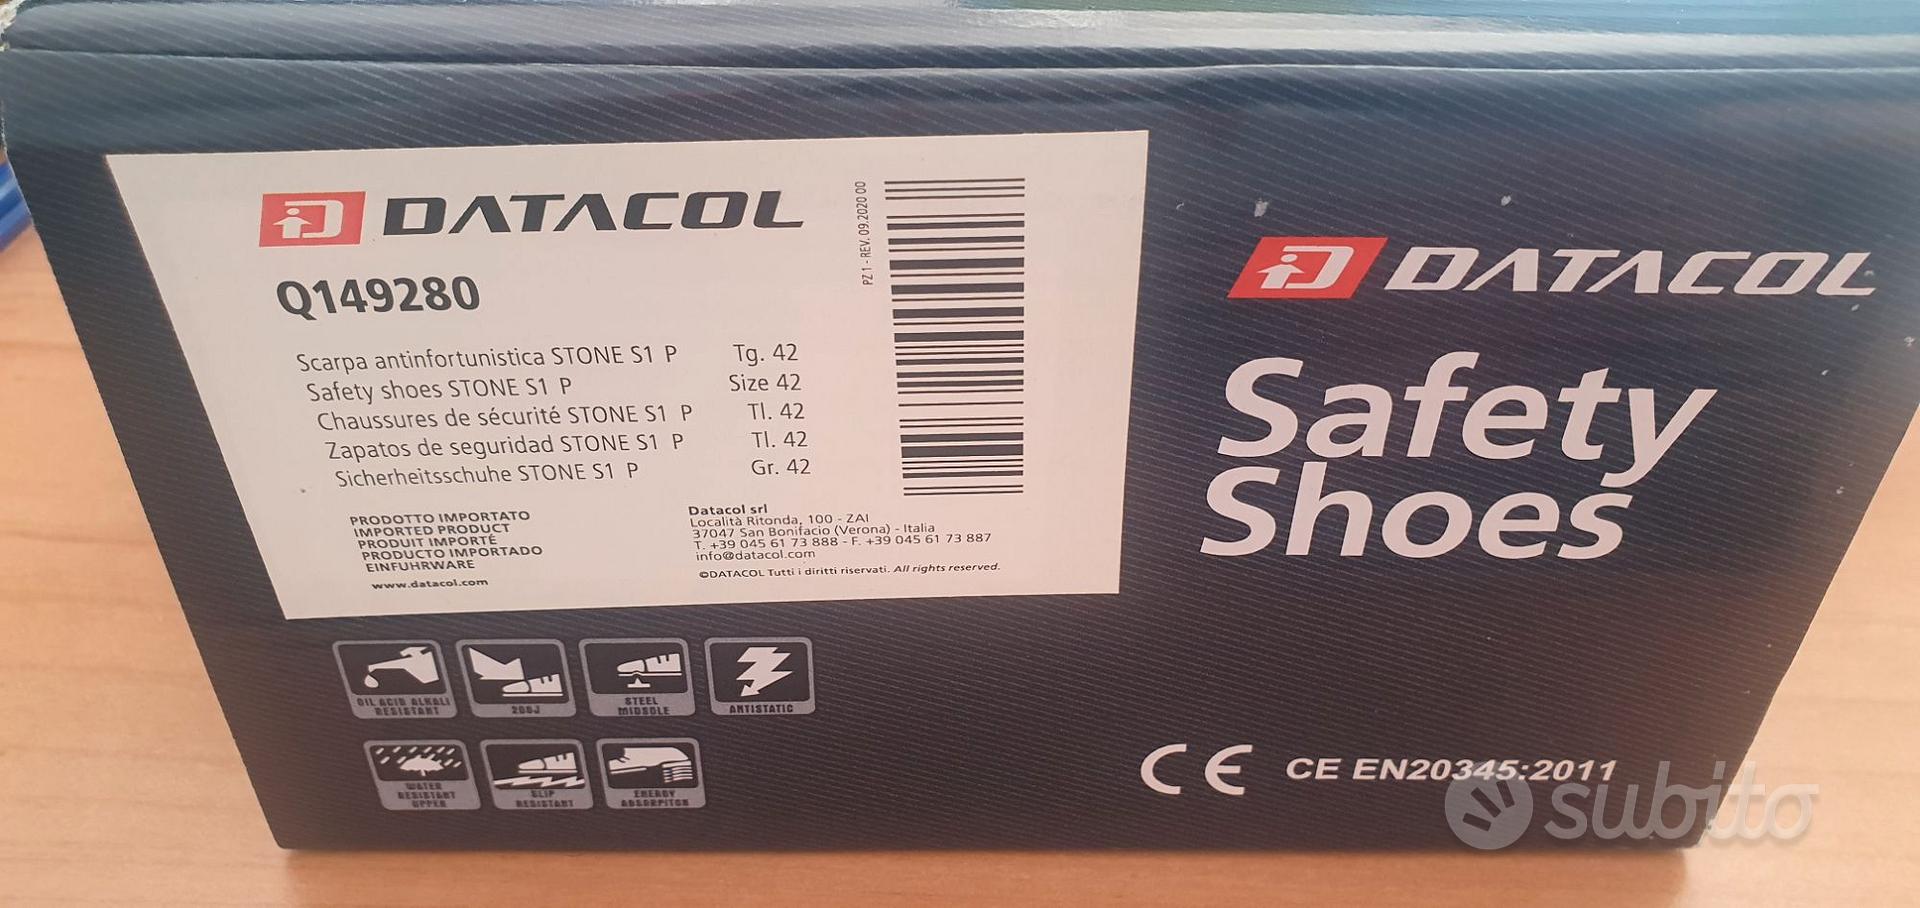 DATACOL
Q149280
PZ1 - REV. 09.2020 00
Scarpa antinfortunistica STONE S1 P Tg. 42
Safety shoes STONE S1 P Size 42
Chaussures de sécurité STONE S1 P Tl. 42
Zapatos de seguridad STONE S1 P Tl. 42
Sicherheitsschuhe STONE S1 P Gr. 42
PRODOTTO IMPORTATO
IMPORTED PRODUCT
PRODUIT IMPORTÉ
PRODUCTO IMPORTADO
EINFUHRWARE
www.datacol.com
Datacol srl
Località Ritonda, 100 - ZAI
37047 San Bonifacio (Verona) - Italia
T. +39 045 61 73 888 - F. +39 045 61 73 887
info@datacol.com
©DATACOL Tutti i diritti riservati. All rights reserved.
DATACOL
Safety
Shoes
OIL ACID ALKALI
RESISTANT
200J
STEEL
MIDSOLE
ANTISTATIC
WATER
RESISTANT
UPPER
SLIP
RESISTANT
ENERGY
ABSORPITON
CE CE EN20345:2011
subito